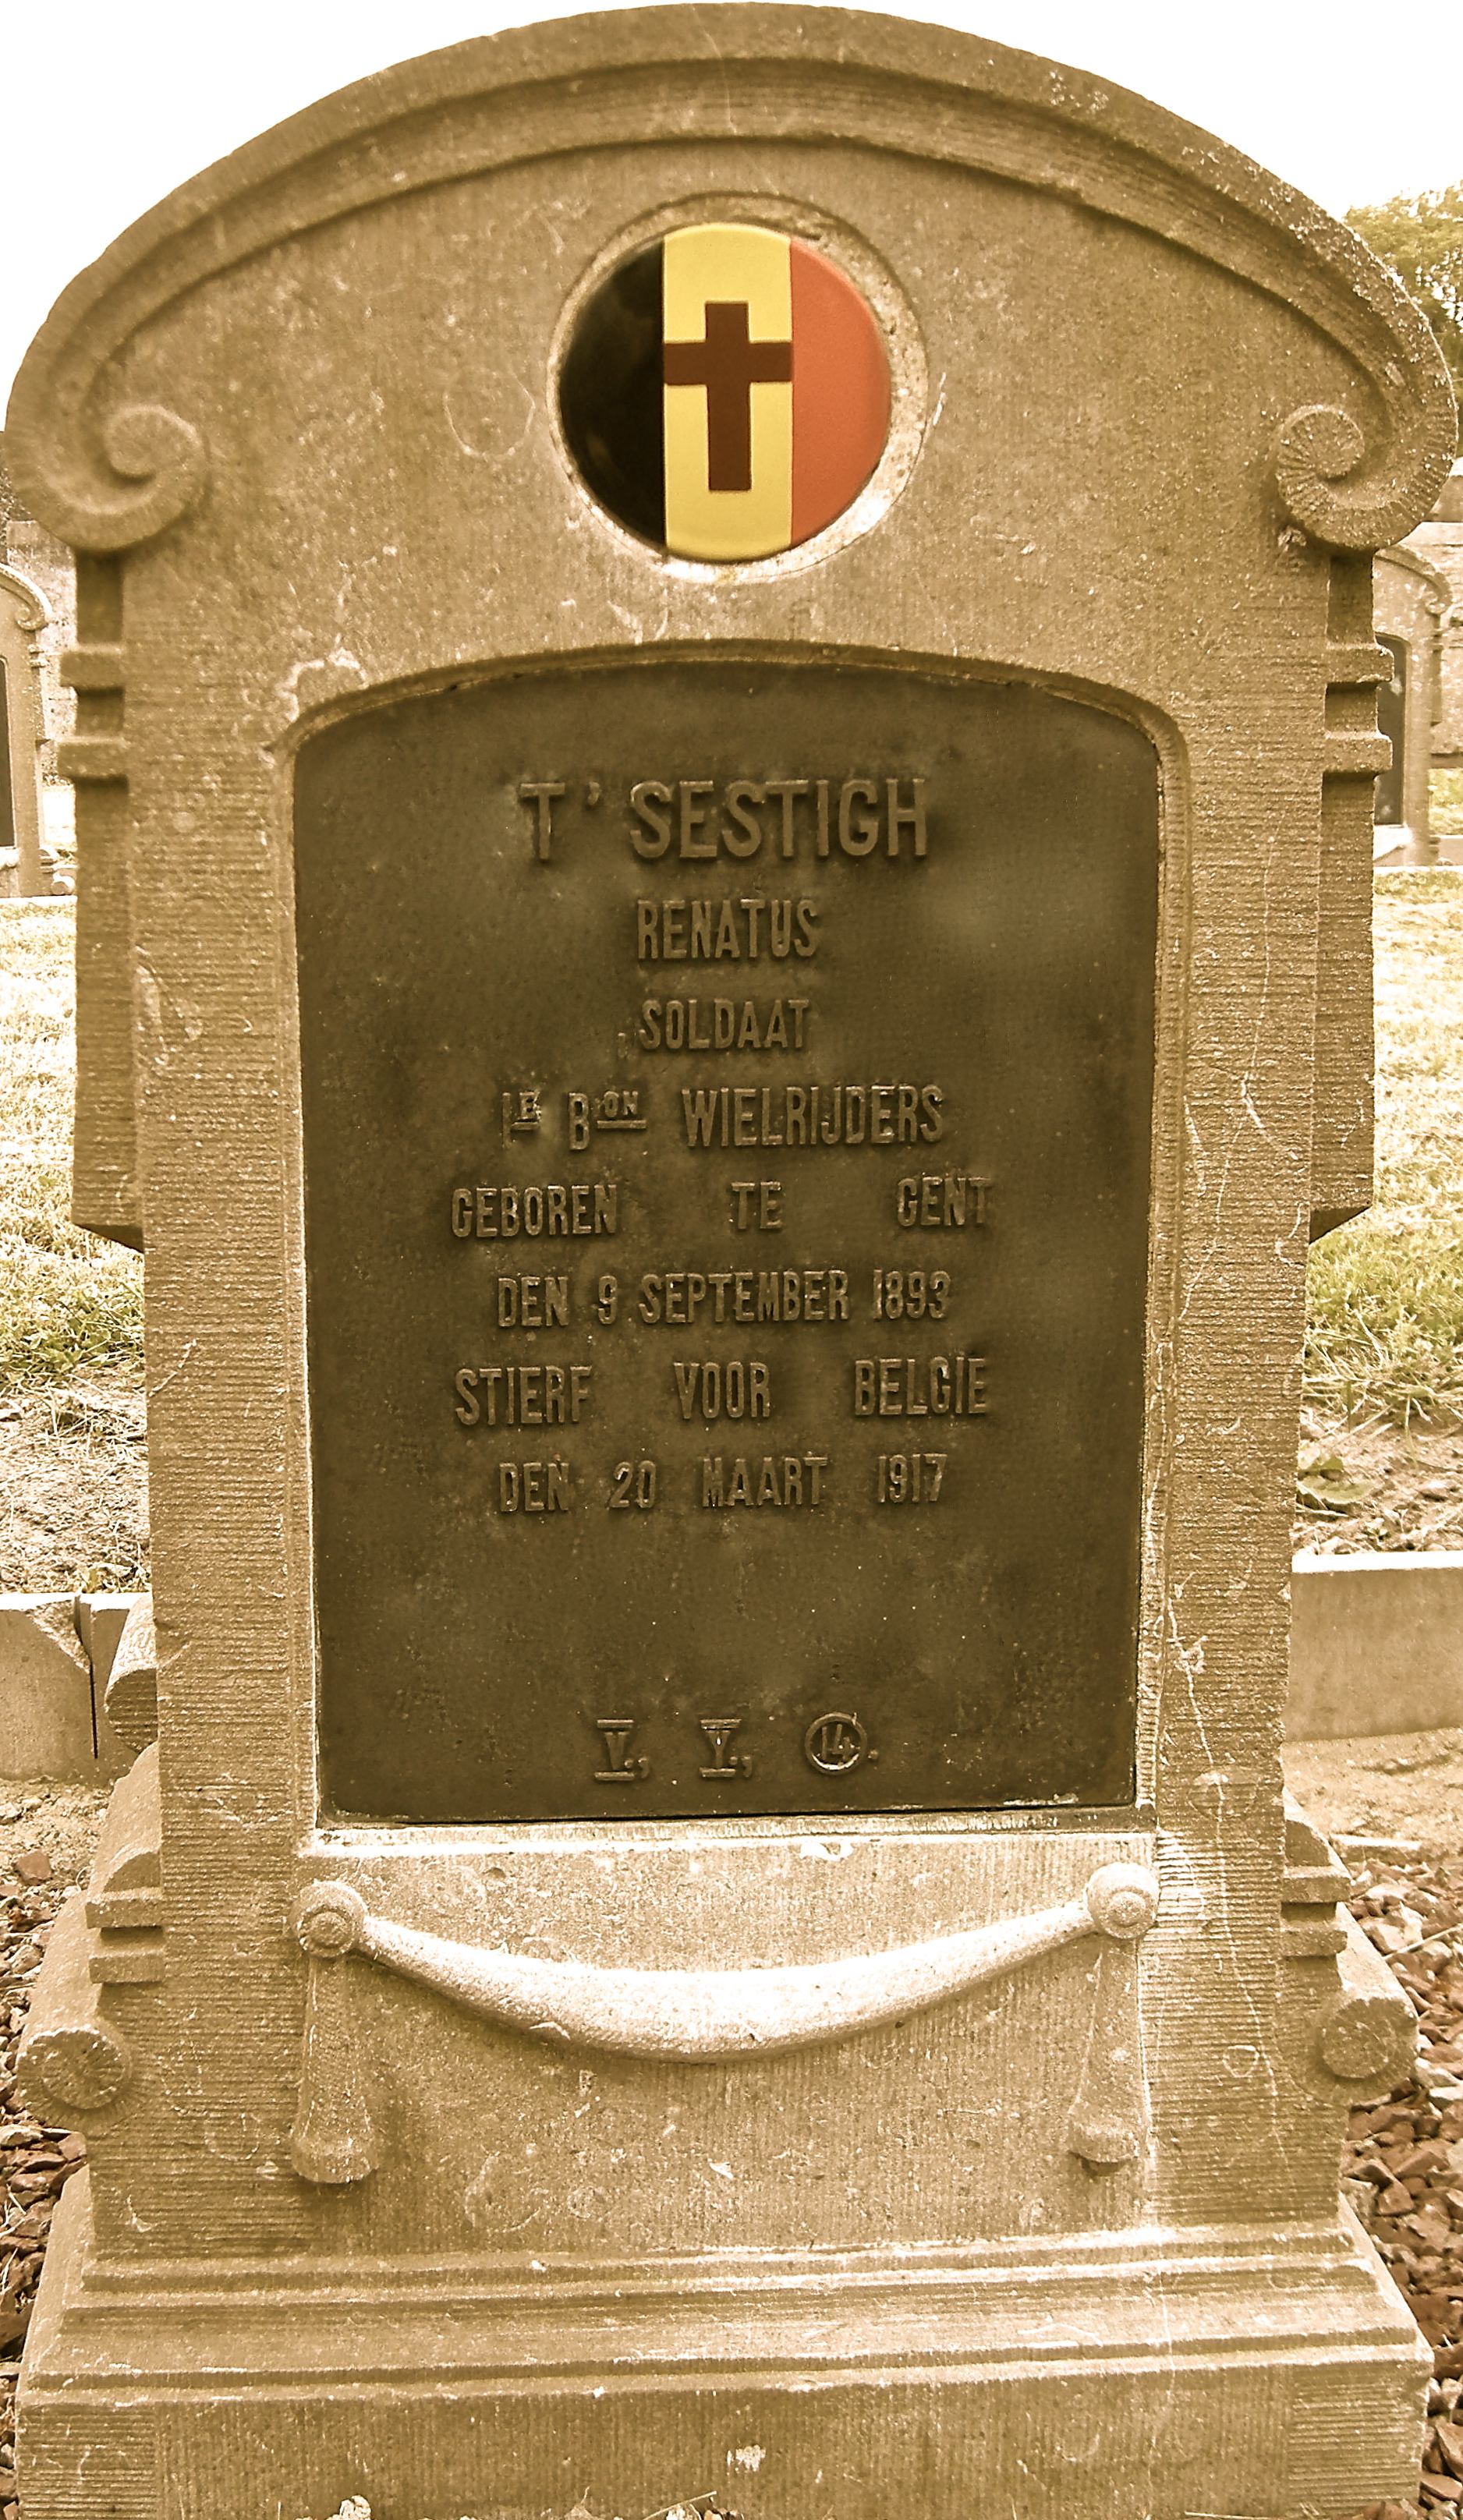 T' SESTIGH
RENATUS
SOLDAAT
1E BON WIELRIJDERS
GEBOREN TE GENT
DEN 9 SEPTEMBER 1893
STIERF VOOR BELGIE
DEN 20 MAART 1917
V, V, 14.